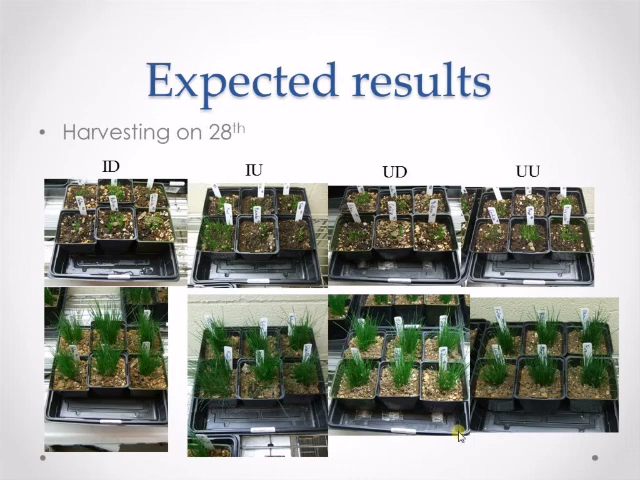 Expected results
• Harvesting on 28th
ID
IU
UD
UU